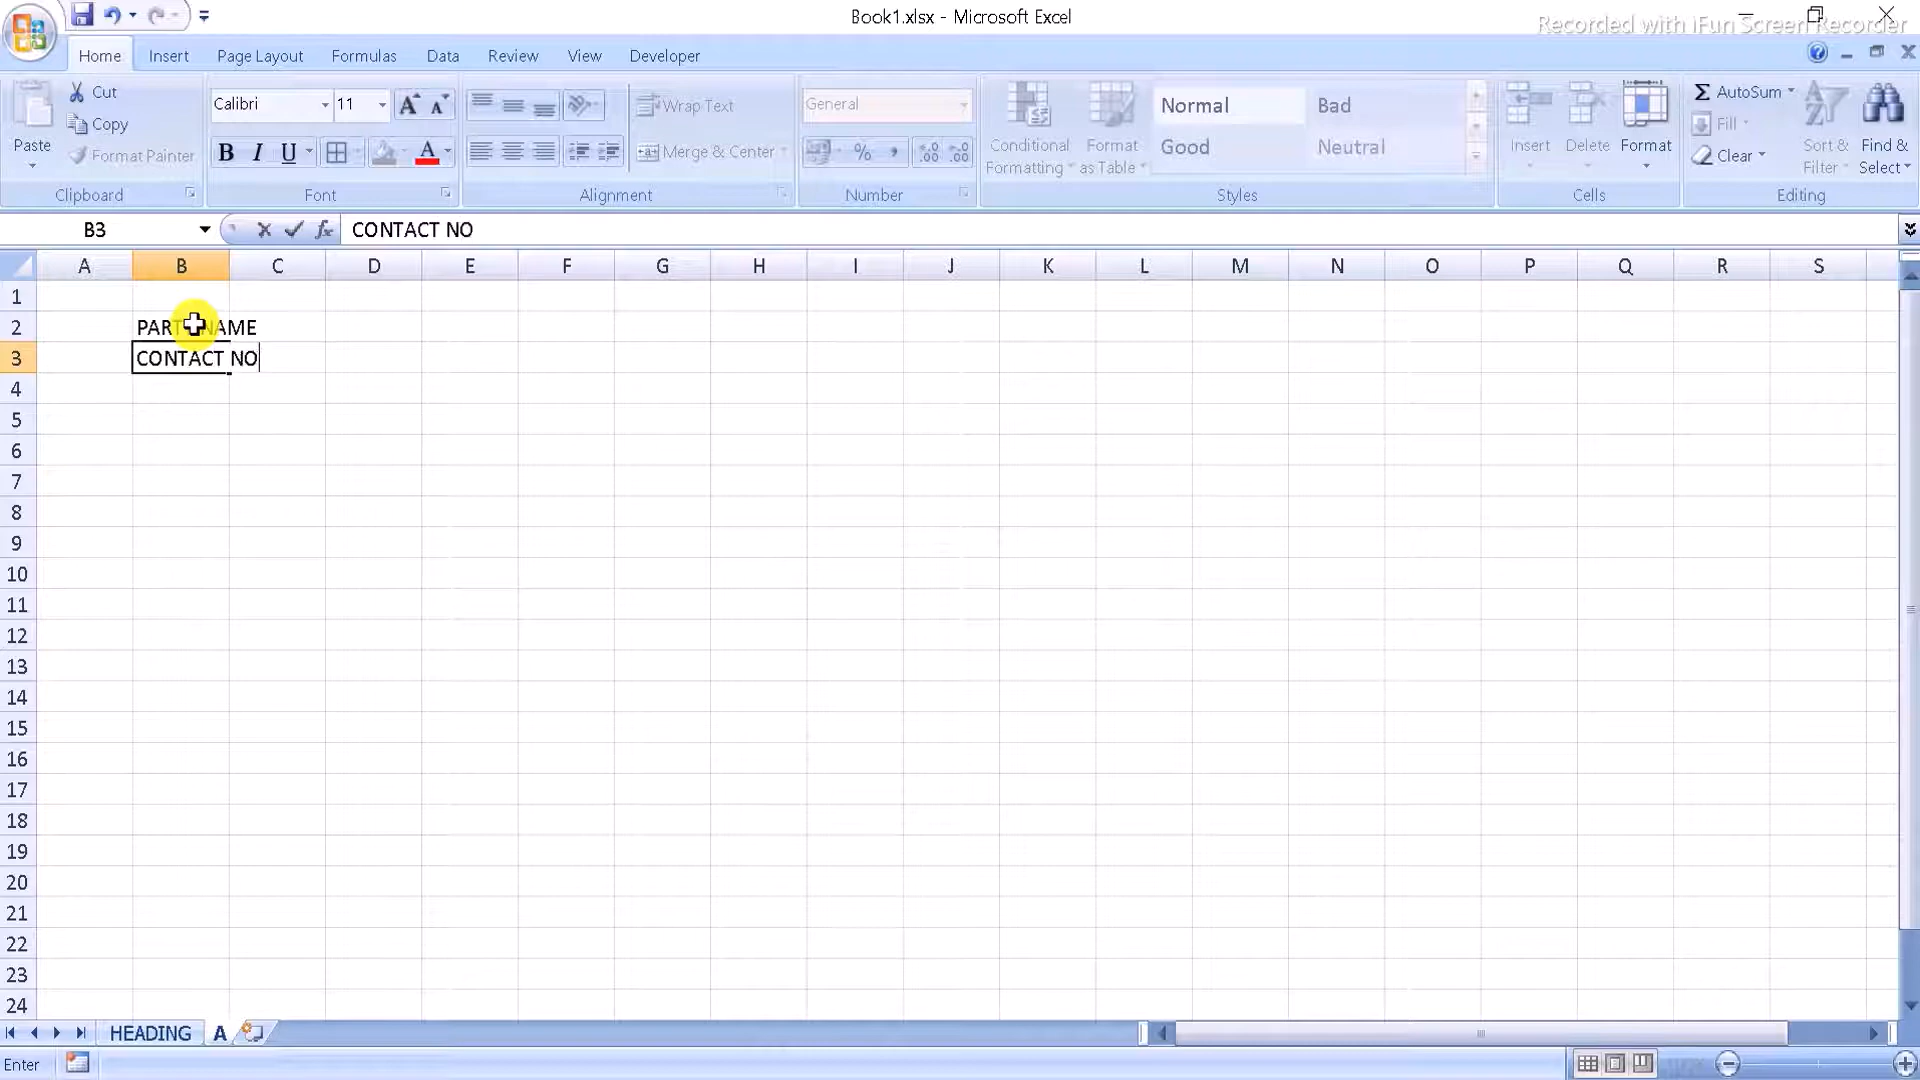 Book1.xlsx - Microsoft Excel
Recorded with iFun Screen Recorder
Home Insert Page Layout Formulas Data Review View Developer
Paste
Cut
Copy
Format Painter
Clipboard
Calibri 11
B I U A
Font
Wrap Text
Merge & Center
Alignment
General
%
Number
Conditional Formatting
Format as Table
Normal Bad
Good Neutral
Styles
Insert Delete Format
Cells
Σ AutoSum
Fill
Clear
Sort & Filter
Find & Select
Editing
B3 fx CONTACT NO
A B C D E F G H I J K L M N O P Q R S
1
2 NAME
3 CONTACT NO
4
5
6
7
8
9
10
11
12
13
14
15
16
17
18
19
20
21
22
23
24
HEADING A
Enter